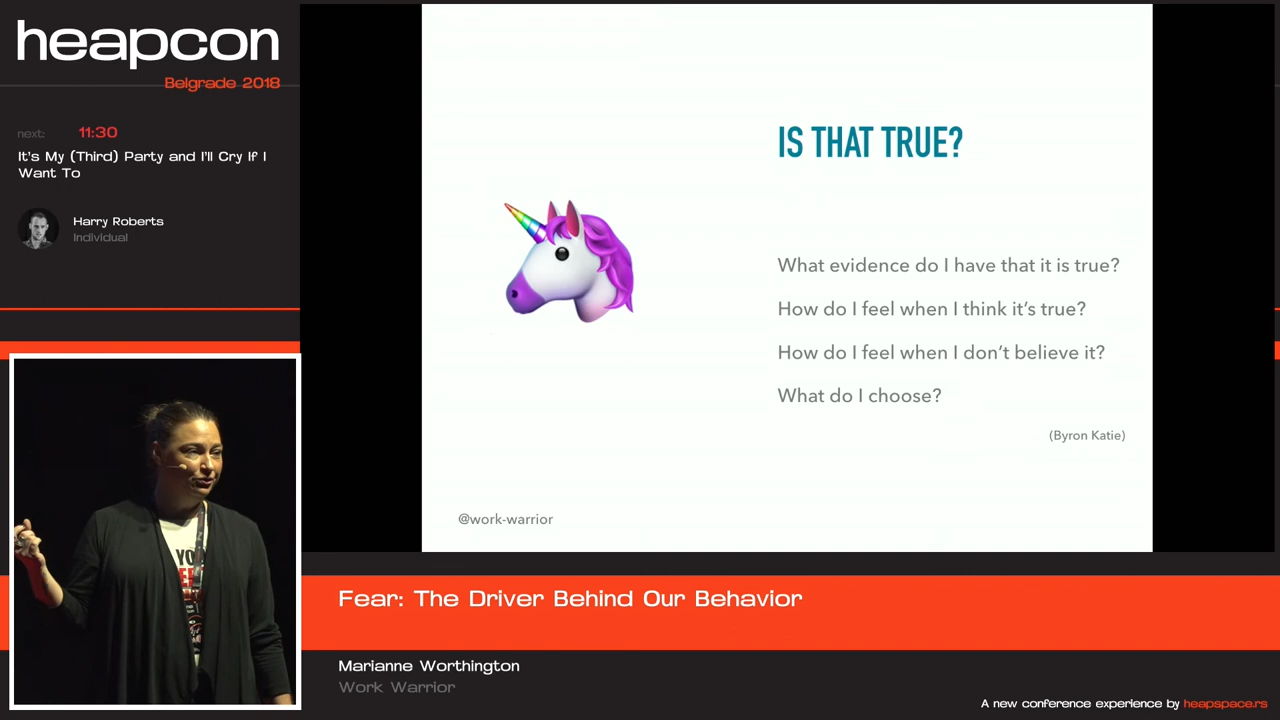 heapcon
Belgrade 2018
next: 11:30
It's My (Third) Party and I'll Cry If I
Want To
Harry Roberts
Individual
IS THAT TRUE?
What evidence do I have that it is true?
How do I feel when I think it's true?
How do I feel when I don't believe it?
What do I choose?
(Byron Katie)
@work-warrior
YO
Fear: The Driver Behind Our Behavior
Marianne Worthington
Work Warrior
A new conference experience by heapspace.rs